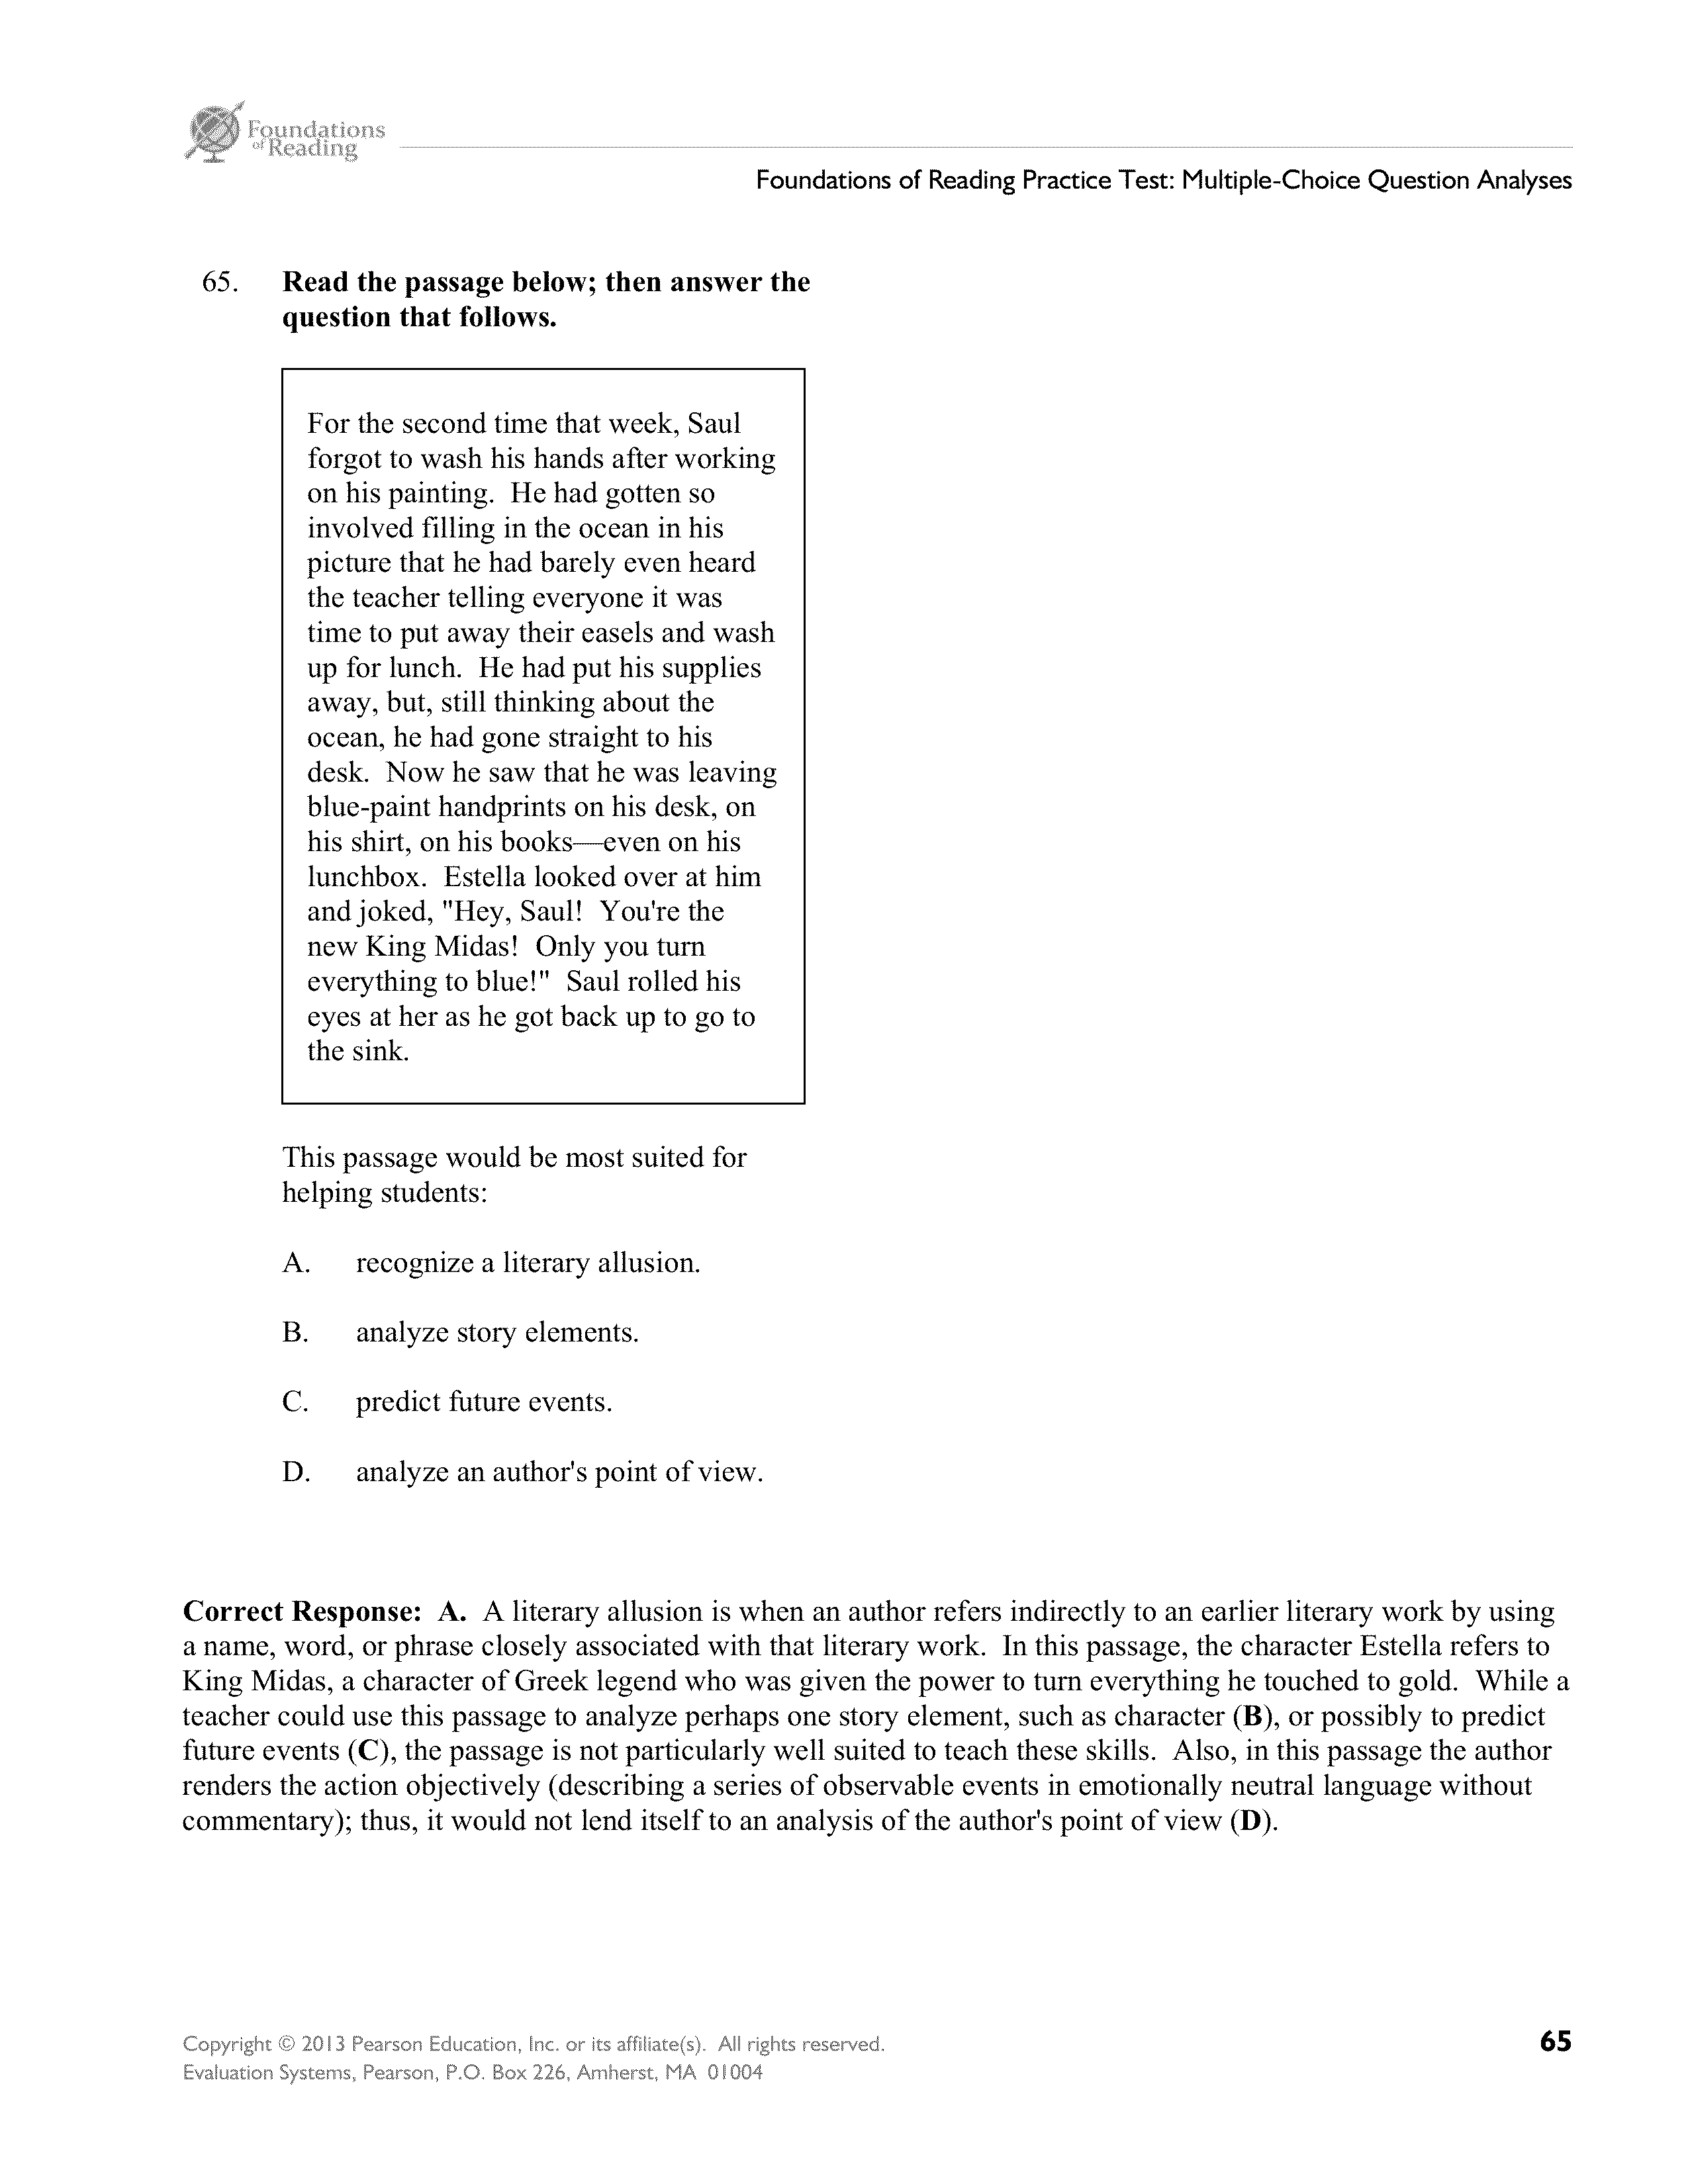 Foundations
of Reading
Foundations of Reading Practice Test: Multiple-Choice Question Analyses
65. Read the passage below; then answer the
question that follows.
For the second time that week, Saul
forgot to wash his hands after working
on his painting.  He had gotten so
involved filling in the ocean in his
picture that he had barely even heard
the teacher telling everyone it was
time to put away their easels and wash
up for lunch.  He had put his supplies
away, but, still thinking about the
ocean, he had gone straight to his
desk.  Now he saw that he was leaving
blue-paint handprints on his desk, on
his shirt, on his books—even on his
lunchbox.  Estella looked over at him
and joked, "Hey, Saul!  You're the
new King Midas!  Only you turn
everything to blue!"  Saul rolled his
eyes at her as he got back up to go to
the sink.
This passage would be most suited for
helping students:
A. recognize a literary allusion.
B. analyze story elements.
C. predict future events.
D. analyze an author's point of view.
Correct Response:  A.  A literary allusion is when an author refers indirectly to an earlier literary work by using
a name, word, or phrase closely associated with that literary work.  In this passage, the character Estella refers to
King Midas, a character of Greek legend who was given the power to turn everything he touched to gold.  While a
teacher could use this passage to analyze perhaps one story element, such as character (B), or possibly to predict
future events (C), the passage is not particularly well suited to teach these skills.  Also, in this passage the author
renders the action objectively (describing a series of observable events in emotionally neutral language without
commentary); thus, it would not lend itself to an analysis of the author's point of view (D).
Copyright © 2013 Pearson Education, Inc. or its affiliate(s).  All rights reserved.
Evaluation Systems, Pearson, P.O. Box 226, Amherst, MA  01004
65